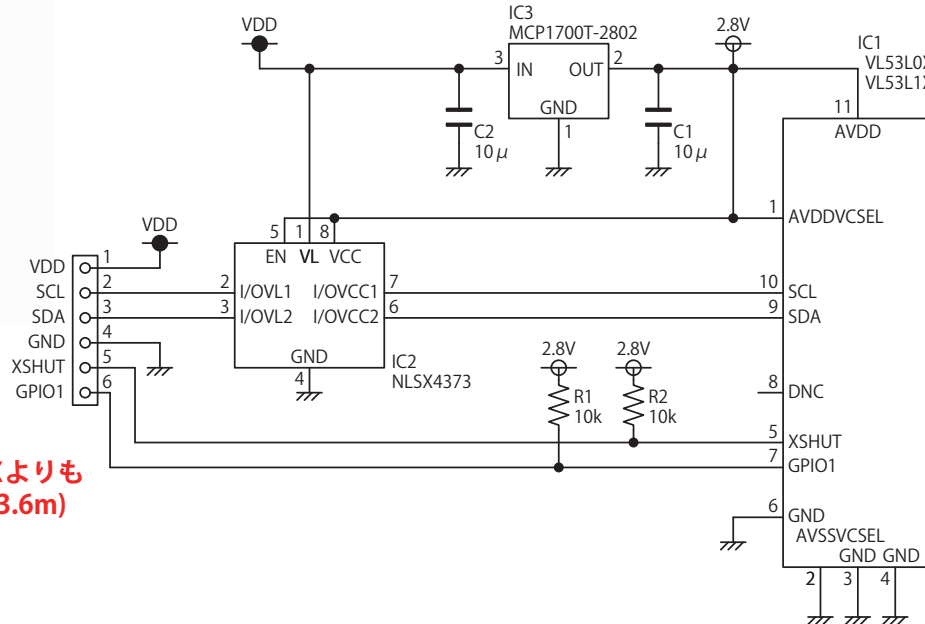 VDD
IC3
MCP1700T-2802
3
IN
OUT
2
GND
1
C2
10μ
C1
10μ
2.8V
IC1
VL53L0X
VL53L1X
11
AVDD
1
AVDDVCSEL
VDD
5
1
8
EN
VL
VCC
VDD
1
SCL
2
SDA
3
GND
4
XSHUT
5
GPIO1
6
2
I/OVL1
I/OVCC1
7
10
SCL
3
I/OVL2
I/OVCC2
6
9
SDA
GND
4
IC2
NLSX4373
2.8V
2.8V
R1
10k
R2
10k
8
DNC
5
XSHUT
7
GPIO1
6
GND
AVSSVCSEL
GND
GND
2
3
4
よりも
3.6m)